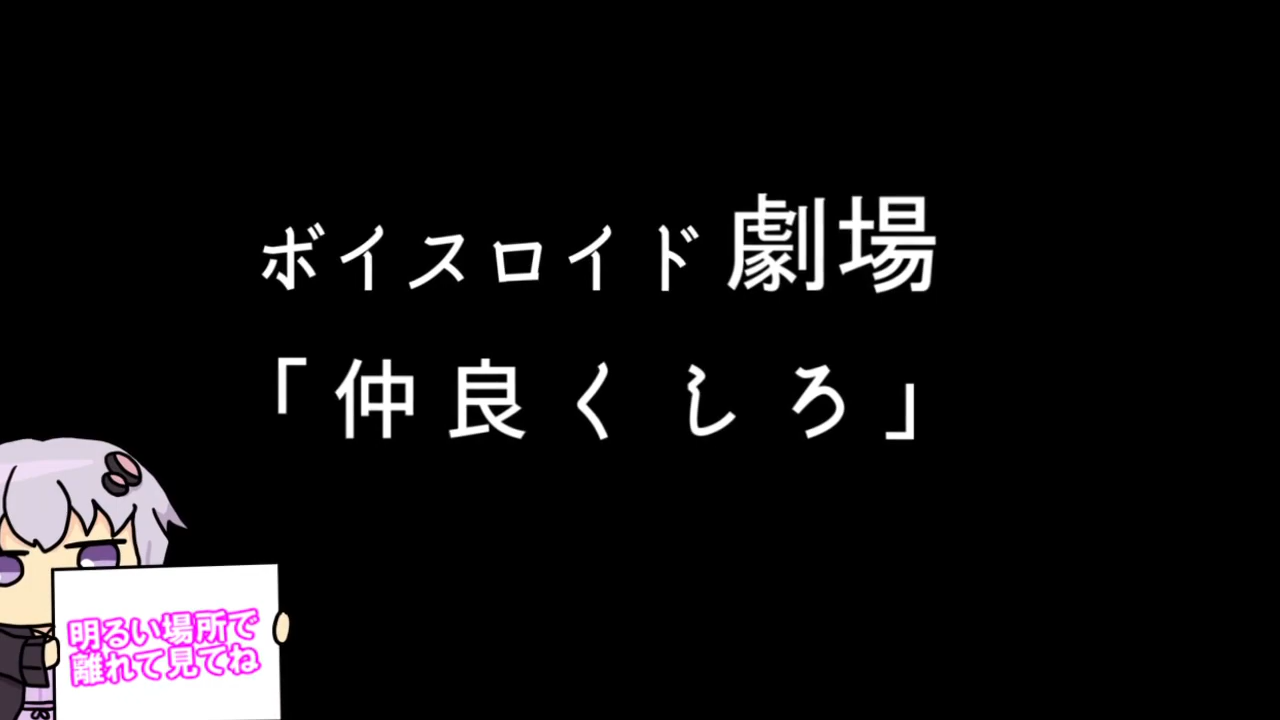 ボイスロイド劇場
「仲良くしろ」
明るい場所で
離れて見てね